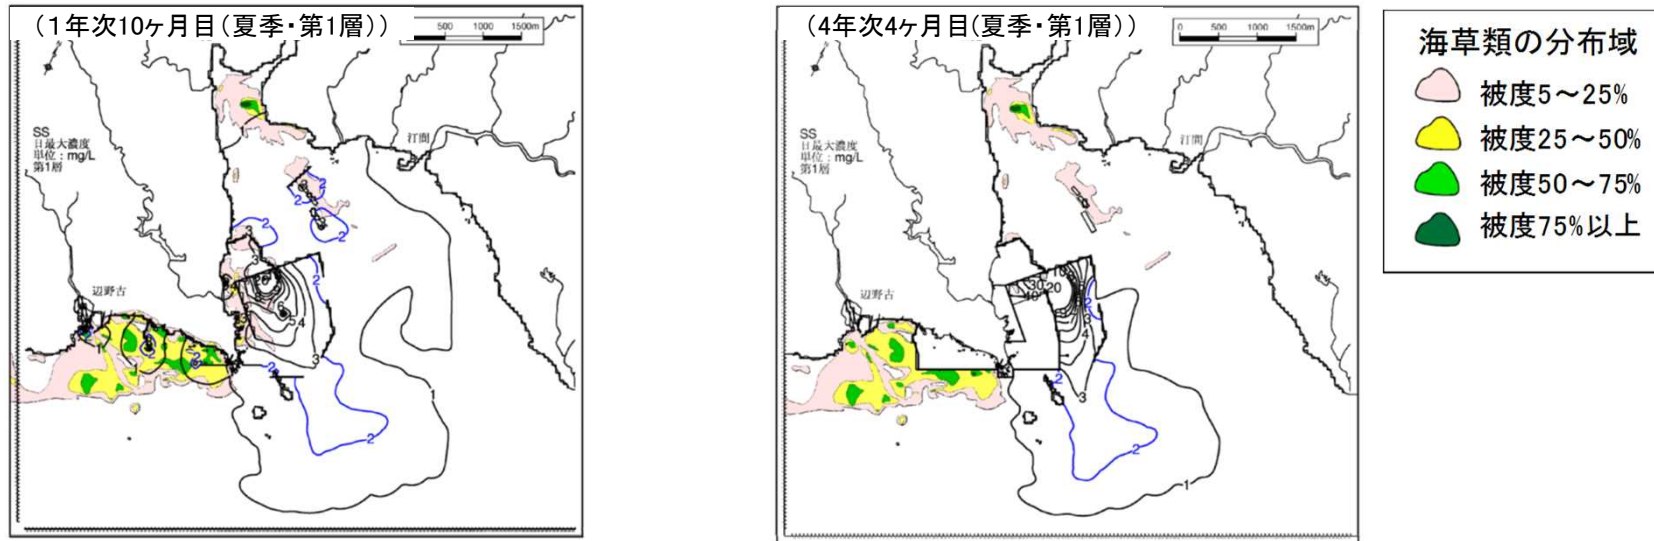 (1年次10ヶ月目(夏季・第1層))
500 1000 1500m
SS
日最大濃度
単位：mg/L
第1層
汀間
辺野古
(4年次4ヶ月目(夏季・第1層))
0 500 1000 1500m
SS
日最大濃度
単位：mg/L
第1層
汀間
辺野古
海草類の分布域
被度5～25%
被度25～50%
被度50～75%
被度75%以上